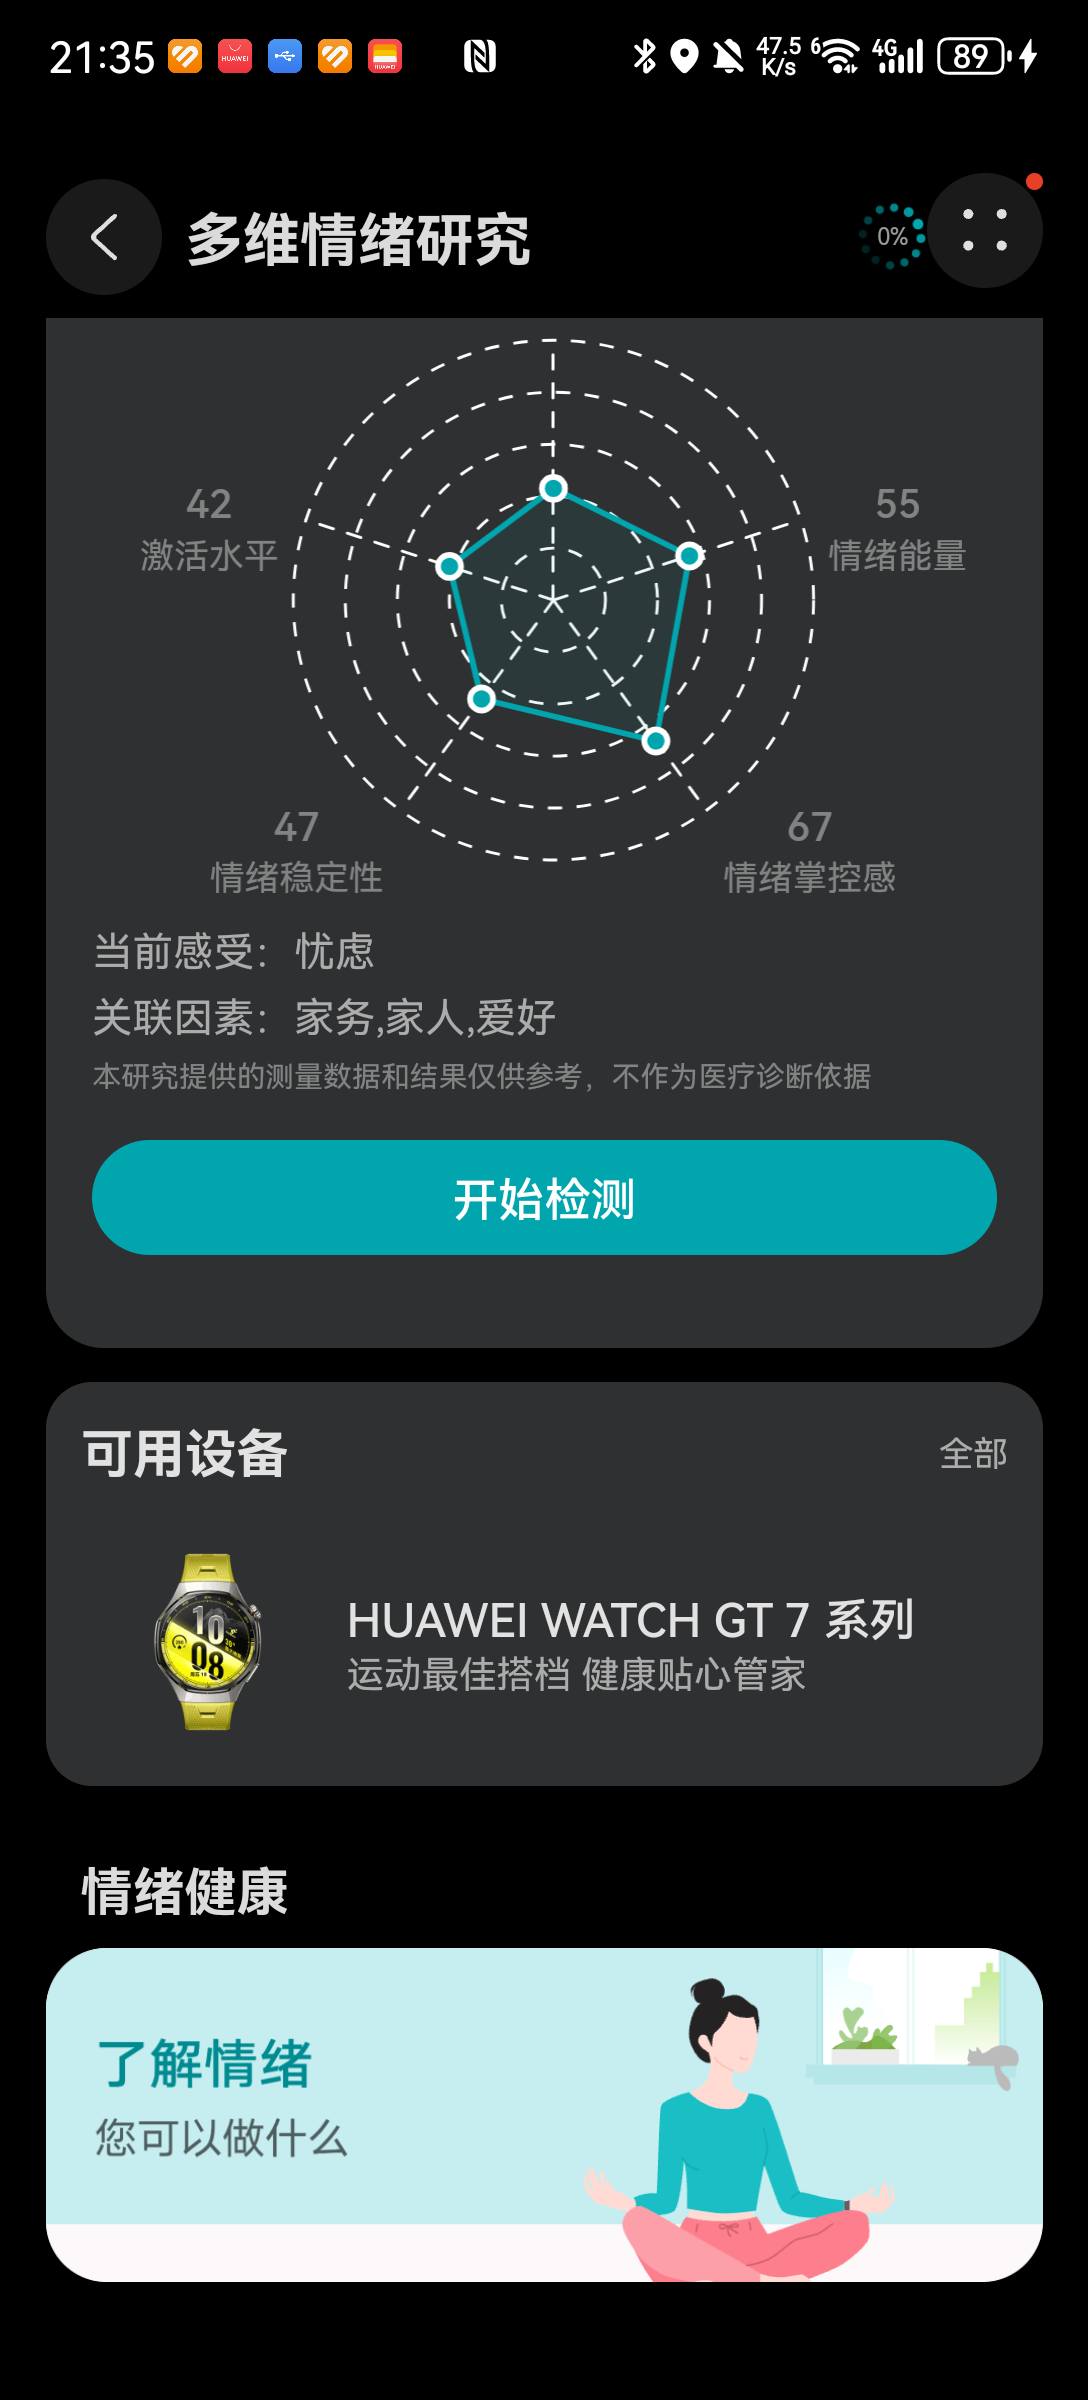 21:35
HUAWEI
HUAWEI
47.5
K/s
6
4G
89
多维情绪研究
0%
42
激活水平
55
情绪能量
47
情绪稳定性
67
情绪掌控感
当前感受：忧虑
关联因素：家务,家人,爱好
本研究提供的测量数据和结果仅供参考，不作为医疗诊断依据
开始检测
可用设备
全部
10
08
HUAWEI WATCH GT 7 系列
运动最佳搭档 健康贴心管家
情绪健康
了解情绪
您可以做什么